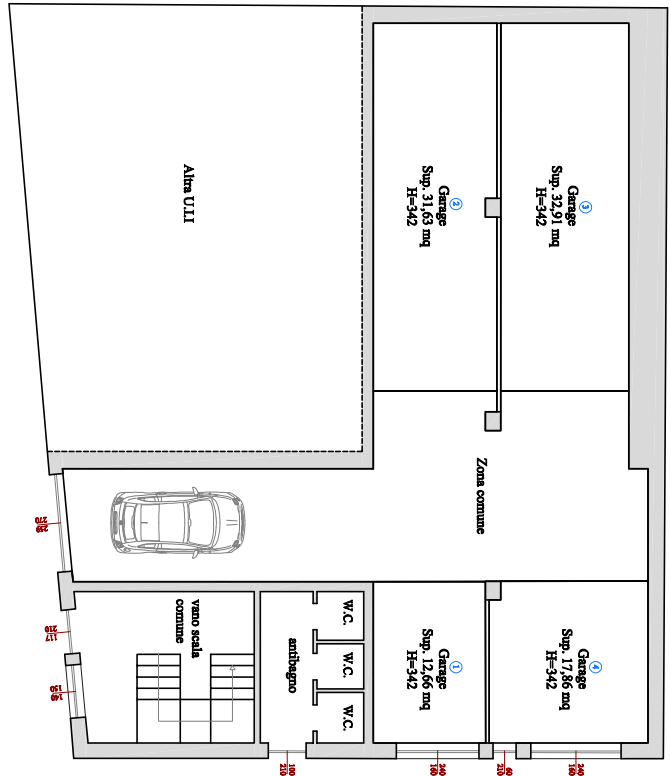 Altra U.I.I
2
Garage
Sup. 31,63 mq
H=342
3
Garage
Sup. 32,91 mq
H=342
Zona comune
270
117
210
150
vano scala
comune
antibagno
W.C.
W.C.
W.C.
1
Garage
Sup. 12,66 mq
H=342
4
Garage
Sup. 17,86 mq
H=342
100
210
240
160
60
210
240
160